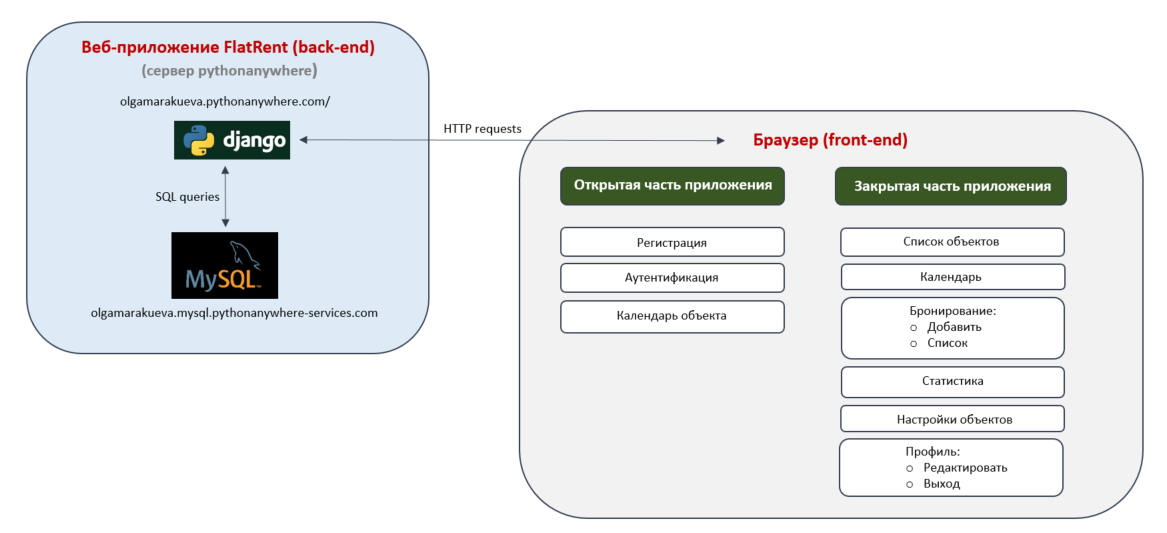 Веб-приложение FlatRent (back-end)
(сервер pythonanywhere)
olgamarakueva.pythonanywhere.com/
django
SQL queries
MySQL™
olgamarakueva.mysql.pythonanywhere-services.com
HTTP requests
Браузер (front-end)
Открытая часть приложения
Регистрация
Аутентификация
Календарь объекта
Закрытая часть приложения
Список объектов
Календарь
Бронирование:
o Добавить
o Список
Статистика
Настройки объектов
Профиль:
o Редактировать
o Выход